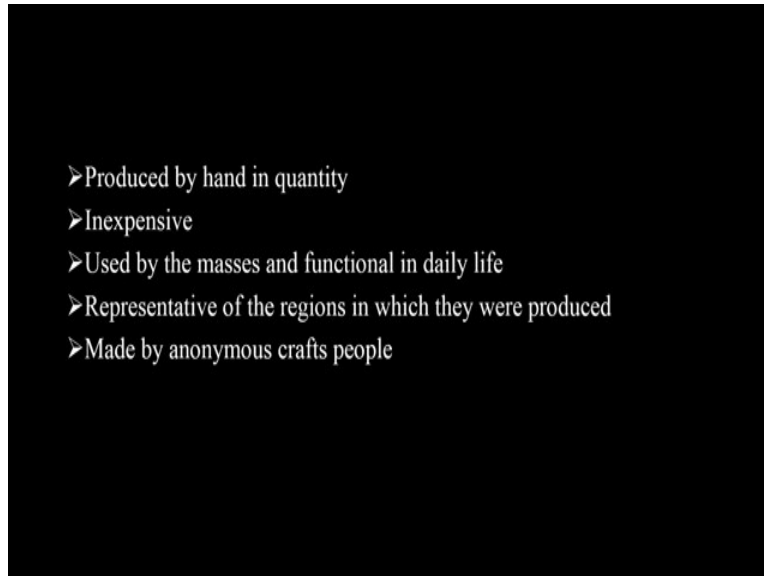 ➢Produced by hand in quantity
➢Inexpensive
➢Used by the masses and functional in daily life
➢Representative of the regions in which they were produced
➢Made by anonymous crafts people